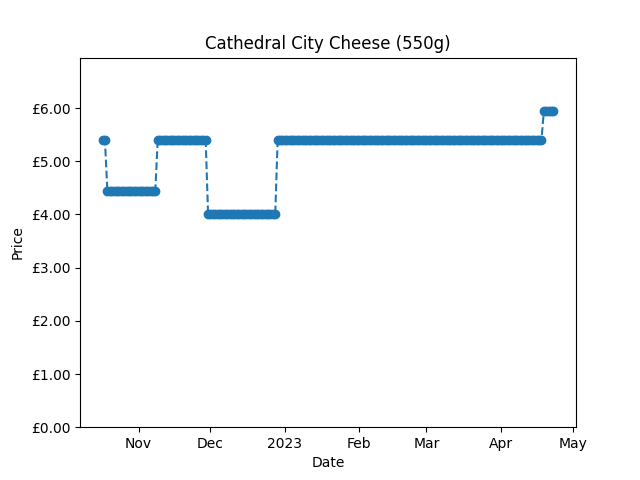 Cathedral City Cheese (550g)
£6.00
£5.00
£4.00
£3.00
£2.00
£1.00
£0.00
Price
Nov Dec 2023 Feb Mar Apr May
Date